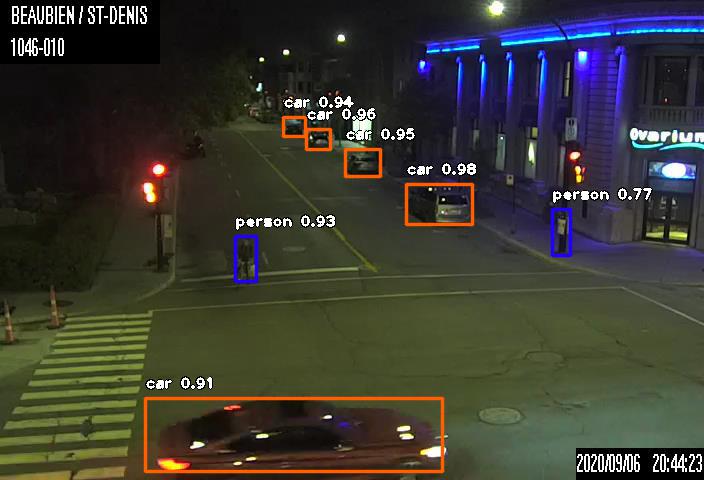 BEAUBIEN / ST-DENIS
1046-010
car 0.94
car 0.96
car 0.95
car 0.98
Ovarium
person 0.77
person 0.93
car 0.91
2020/09/06 20:44:23